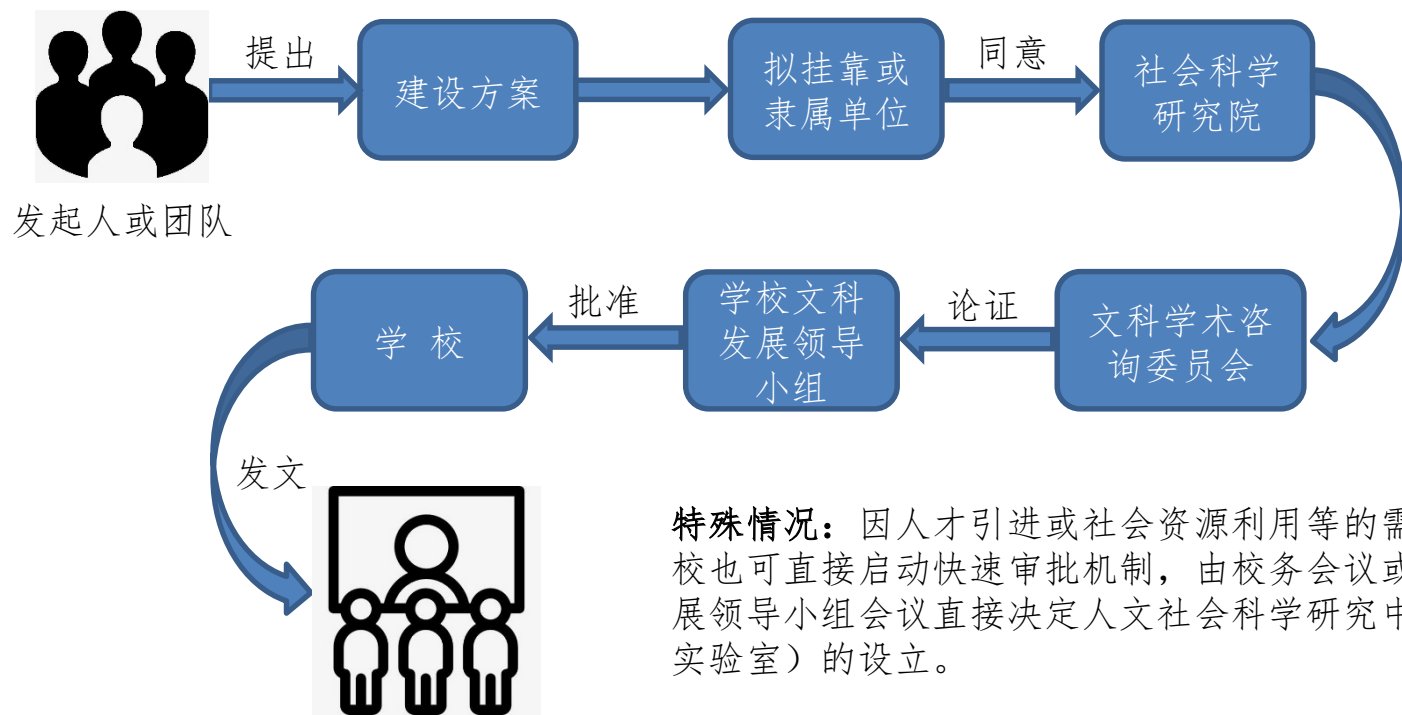 提出
建设方案
拟挂靠或
隶属单位
同意
社会科学
研究院
发起人或团队
学 校
批准
学校文科
发展领导
小组
论证
文科学术咨
询委员会
发文
特殊情况：因人才引进或社会资源利用等的需
校也可直接启动快速审批机制，由校务会议或
展领导小组会议直接决定人文社会科学研究中
实验室）的设立。